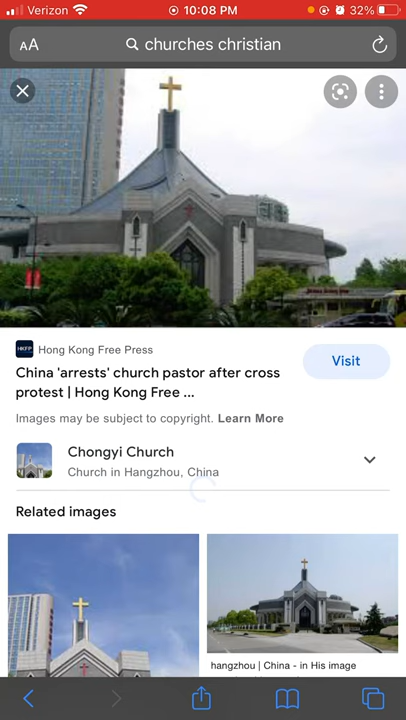 Verizon 10:08 PM 32%
AA churches christian
HKFP Hong Kong Free Press
Visit
China 'arrests' church pastor after cross
protest | Hong Kong Free ...
Images may be subject to copyright. Learn More
Chongyi Church
Church in Hangzhou, China
Related images
hangzhou | China - in His image